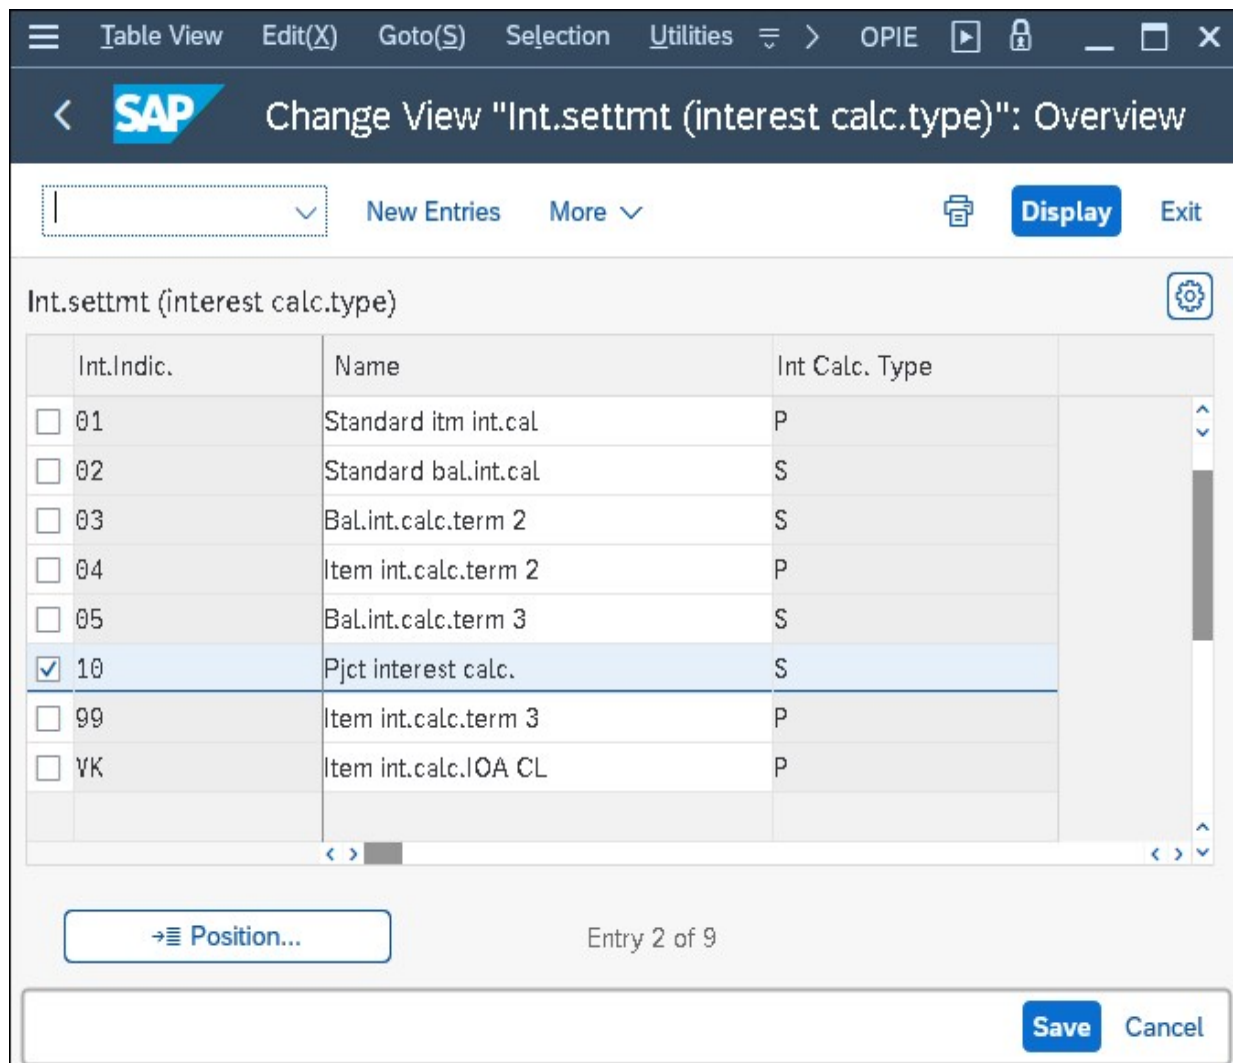 Table View Edit(X) Goto(S) Selection Utilities OPIE
SAP Change View "Int.settmt (interest calc.type)": Overview
New Entries More Display Exit
Int.settmt (interest calc.type)
Int.Indic. Name Int Calc. Type
01 Standard itm int.cal P
02 Standard bal.int.cal S
03 Bal.int.calc.term 2 S
04 Item int.calc.term 2 P
05 Bal.int.calc.term 3 S
10 Pjct interest calc. S
99 Item int.calc.term 3 P
VK Item int.calc.IOA CL P
Position... Entry 2 of 9
Save Cancel